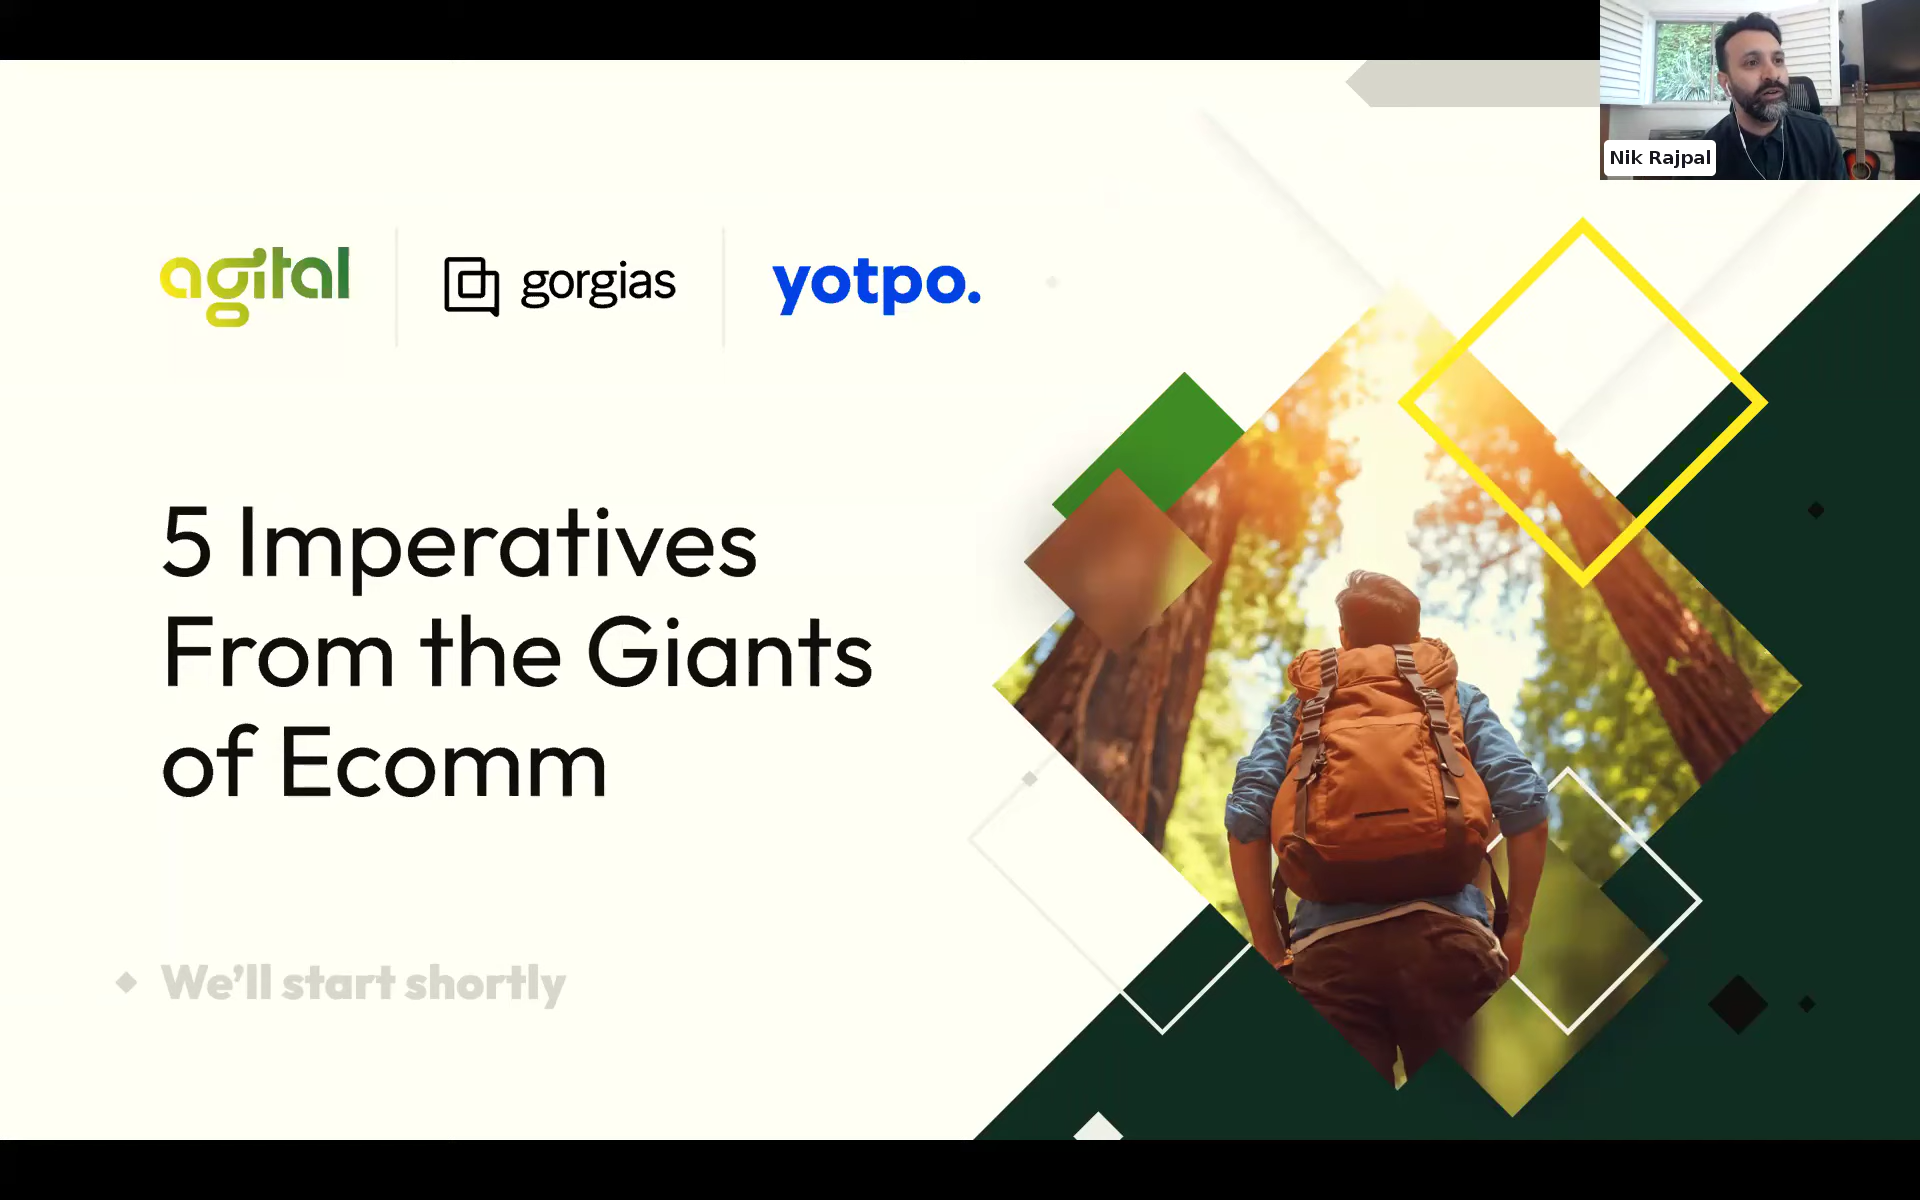 Nik Rajpal
agital
gorgias
yotpo.
5 Imperatives
From the Giants
of Ecomm
We'll start shortly